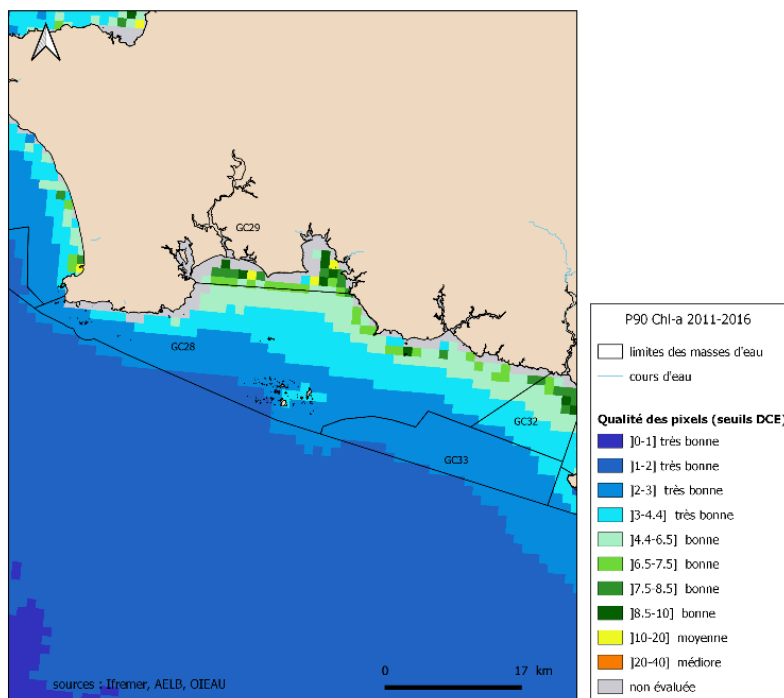 GC29
GC28
GC32
GC33
sources : Ifremer, AELB, OIEAU
0 17 km
P90 Chl-a 2011-2016
limites des masses d'eau
cours d'eau
Qualité des pixels (seuils DCE)
]0-1] très bonne
]1-2] très bonne
]2-3] très bonne
]3-4.4] très bonne
]4.4-6.5] bonne
]6.5-7.5] bonne
]7.5-8.5] bonne
]8.5-10] bonne
]10-20] moyenne
]20-40] médiore
non évaluée